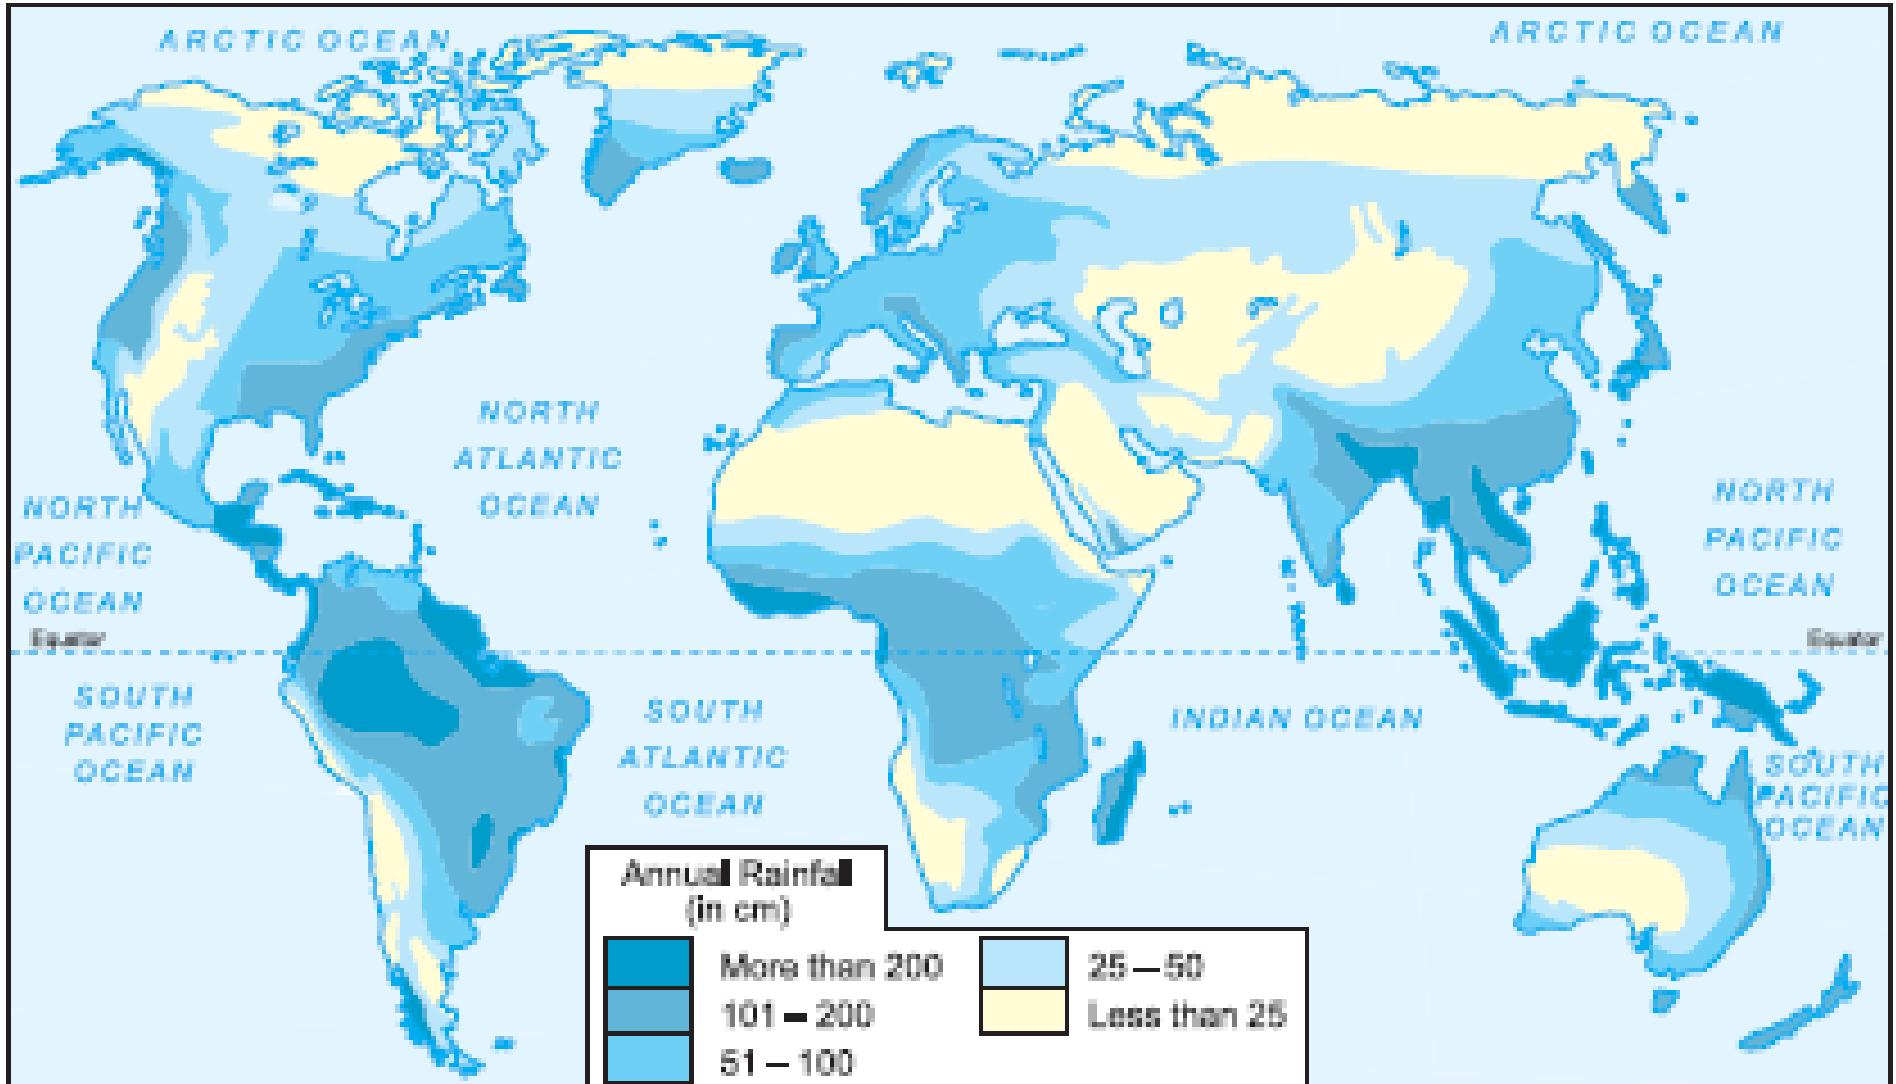 ARCTIC OCEAN
ARCTIC OCEAN
NORTH
ATLANTIC
OCEAN
NORTH
PACIFIC
OCEAN
NORTH
PACIFIC
OCEAN
Equator
Equator
SOUTH
PACIFIC
OCEAN
SOUTH
ATLANTIC
OCEAN
INDIAN OCEAN
SOUTH
PACIFIC
OCEAN
Annual Rainfall
(in cm)
More than 200
101 – 200
51 – 100
25 – 50
Less than 25